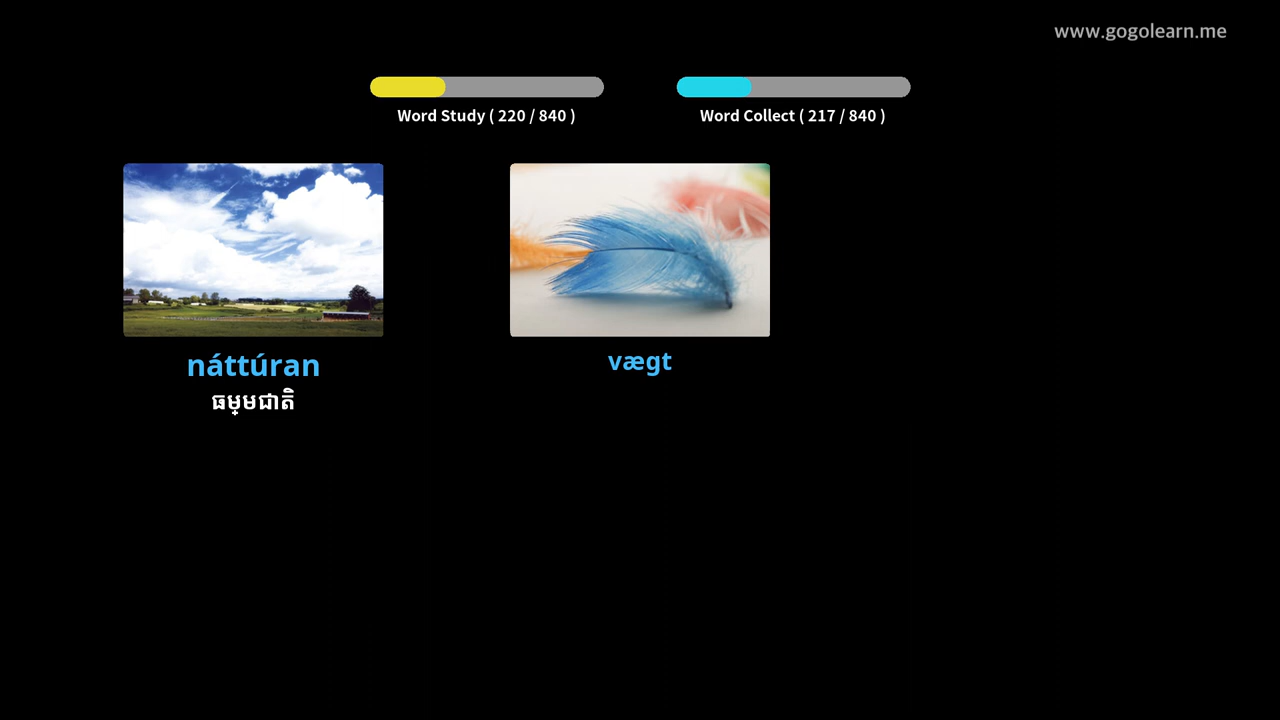 www.gogolearn.me
Word Study ( 220 / 840 )
Word Collect ( 217 / 840 )
náttúran
ធម្មជាតិ
vægt